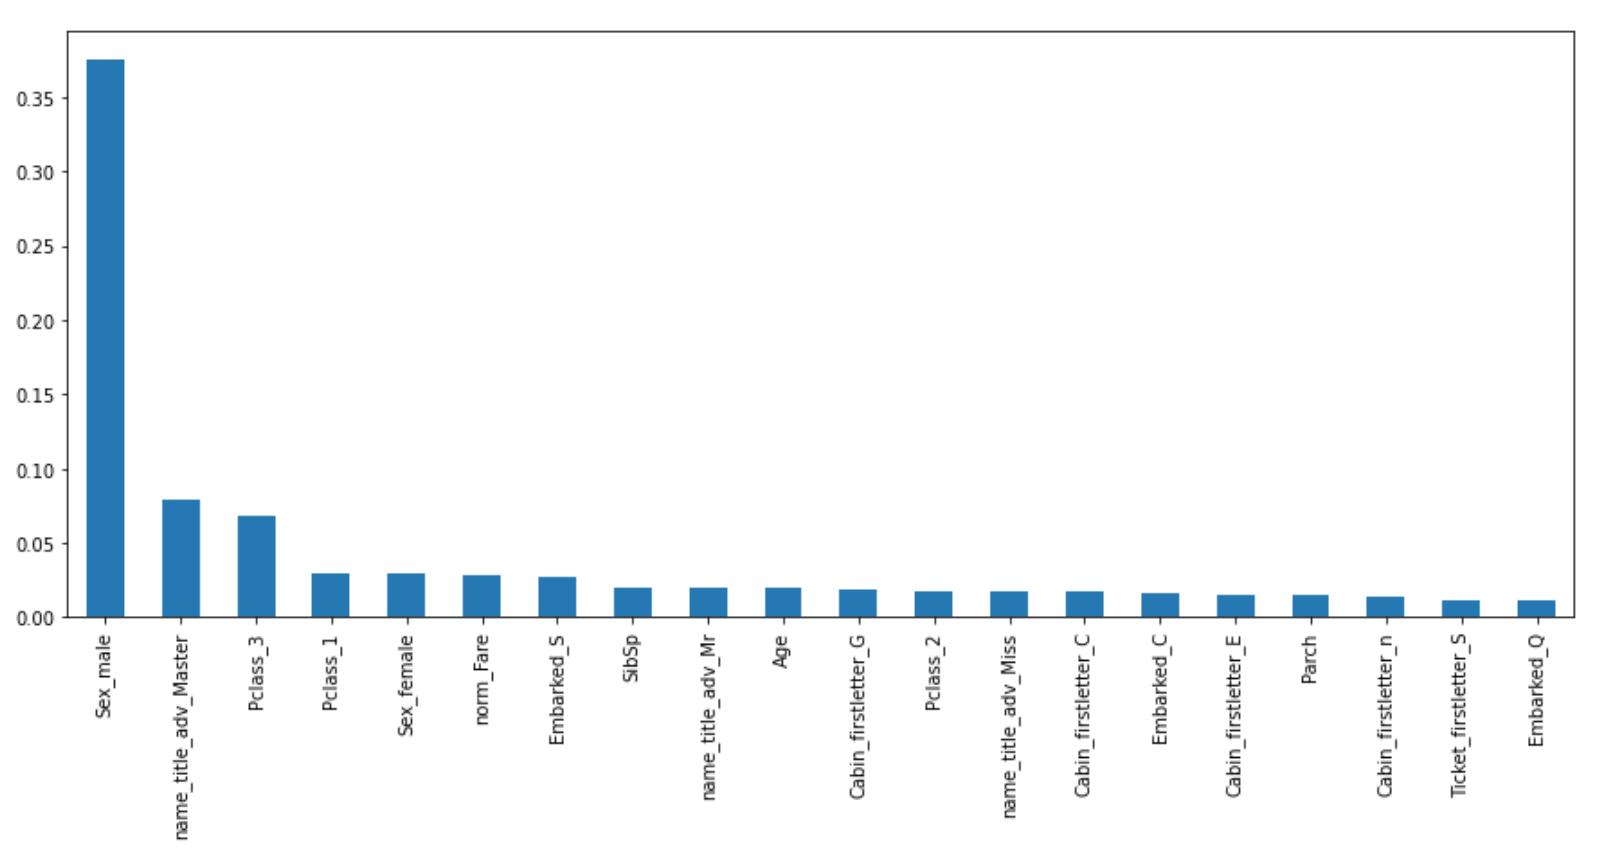 0.35
0.30
0.25
0.20
0.15
0.10
0.05
0.00
Sex_male
name_title_adv_Master
Pclass_3
Pclass_1
Sex_female
norm_Fare
Embarked_S
SibSp
name_title_adv_Mr
Age
Cabin_firstletter_G
Pclass_2
name_title_adv_Miss
Cabin_firstletter_C
Embarked_C
Cabin_firstletter_E
Parch
Cabin_firstletter_n
Ticket_firstletter_S
Embarked_Q